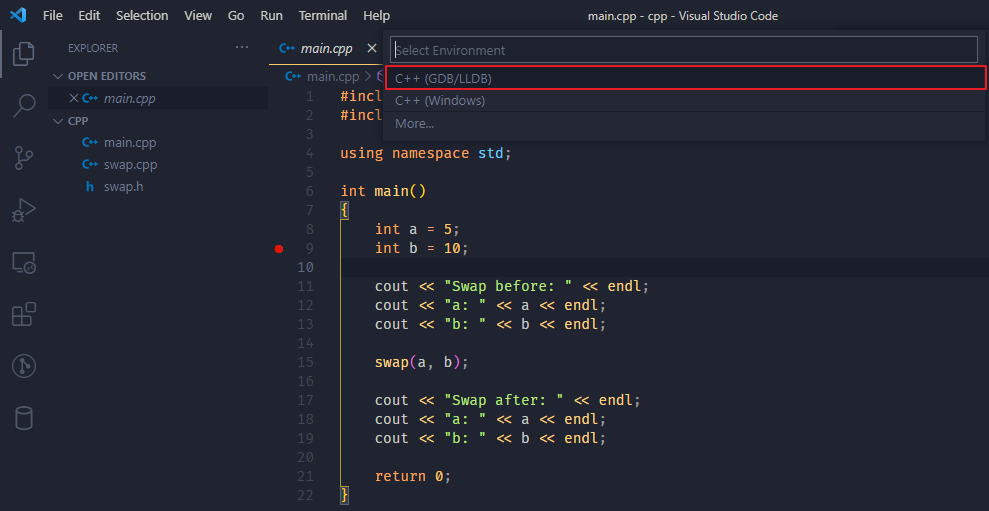 File Edit Selection View Go Run Terminal Help
main.cpp - cpp - Visual Studio Code
EXPLORER ···
OPEN EDITORS
C++ main.cpp
CPP
C++ main.cpp
C++ swap.cpp
h swap.h
C++ main.cpp
C++ main.cpp
Select Environment
C++ (GDB/LLDB)
C++ (Windows)
More...
1 #incl
2 #incl
3
4 using namespace std;
5
6 int main()
7 {
8 int a = 5;
9 int b = 10;
10
11 cout << "Swap before: " << endl;
12 cout << "a: " << a << endl;
13 cout << "b: " << b << endl;
14
15 swap(a, b);
16
17 cout << "Swap after: " << endl;
18 cout << "a: " << a << endl;
19 cout << "b: " << b << endl;
20
21 return 0;
22 }